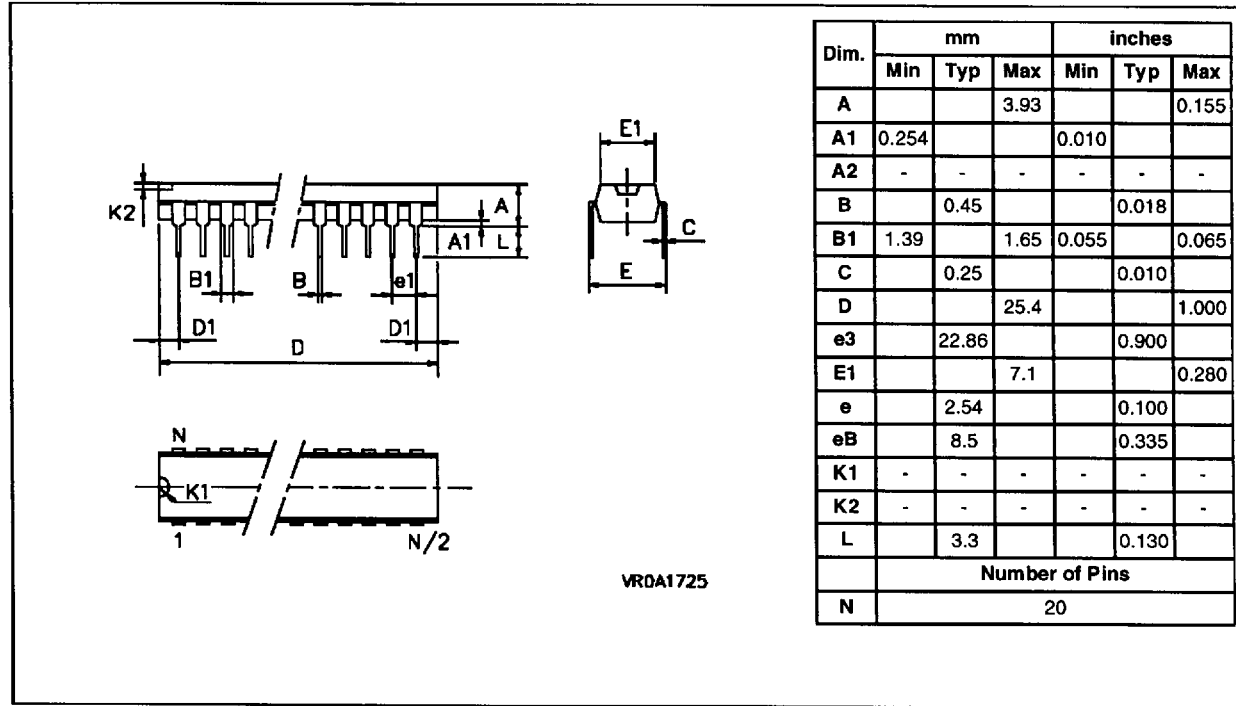 E1
K2
A
A1 L
C
B1 B e1
E
D1 D1
D
N
K1
1 N/2
VR0A1725
Dim. mm inches
Min Typ Max Min Typ Max
A 3.93 0.155
A1 0.254 0.010
A2 - - - - - -
B 0.45 0.018
B1 1.39 1.65 0.055 0.065
C 0.25 0.010
D 25.4 1.000
e3 22.86 0.900
E1 7.1 0.280
e 2.54 0.100
eB 8.5 0.335
K1 - - - - - -
K2 - - - - - -
L 3.3 0.130
Number of Pins
N 20